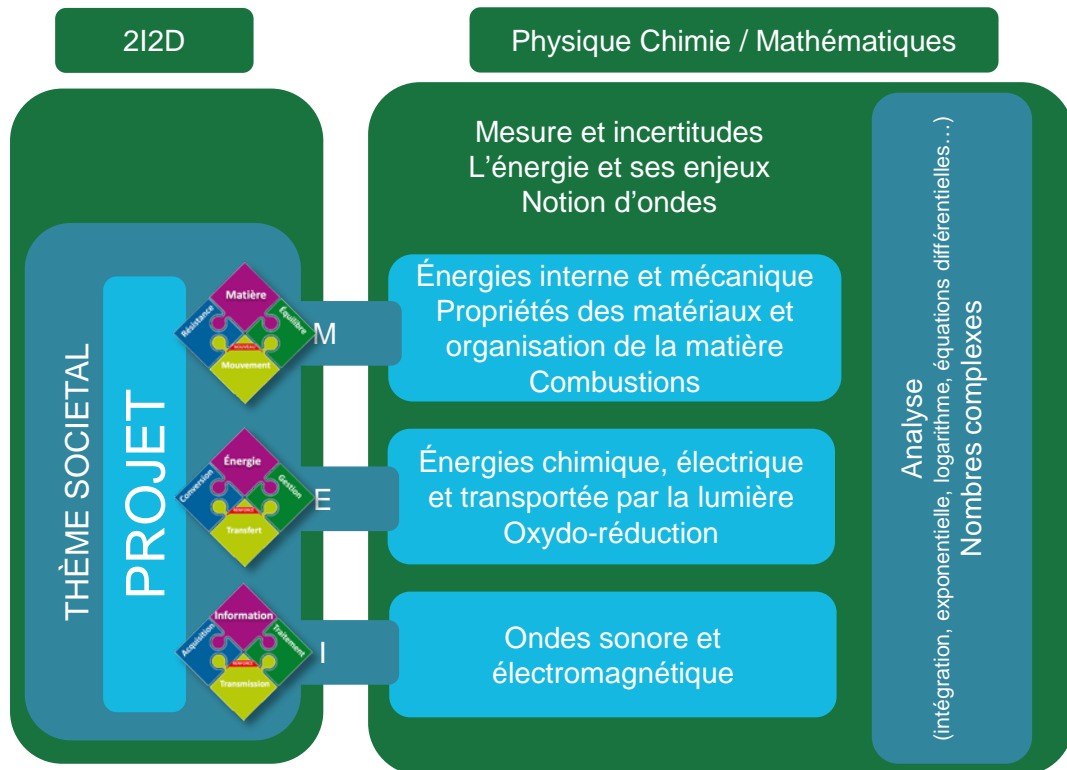 2I2D
Physique Chimie / Mathématiques
THÈME SOCIETAL
PROJET
Matière
Résistance
Équilibre
NOUVEAU
Mouvement
M
Énergie
Conversion
Gestion
RENFORCÉ
Transfert
E
Information
Acquisition
Traitement
RENFORCÉ
Transmission
I
Mesure et incertitudes
L’énergie et ses enjeux
Notion d’ondes
Énergies interne et mécanique
Propriétés des matériaux et
organisation de la matière
Combustions
Énergies chimique, électrique
et transportée par la lumière
Oxydo-réduction
Ondes sonore et
électromagnétique
Analyse
(intégration, exponentielle, logarithme, équations différentielles…)
Nombres complexes